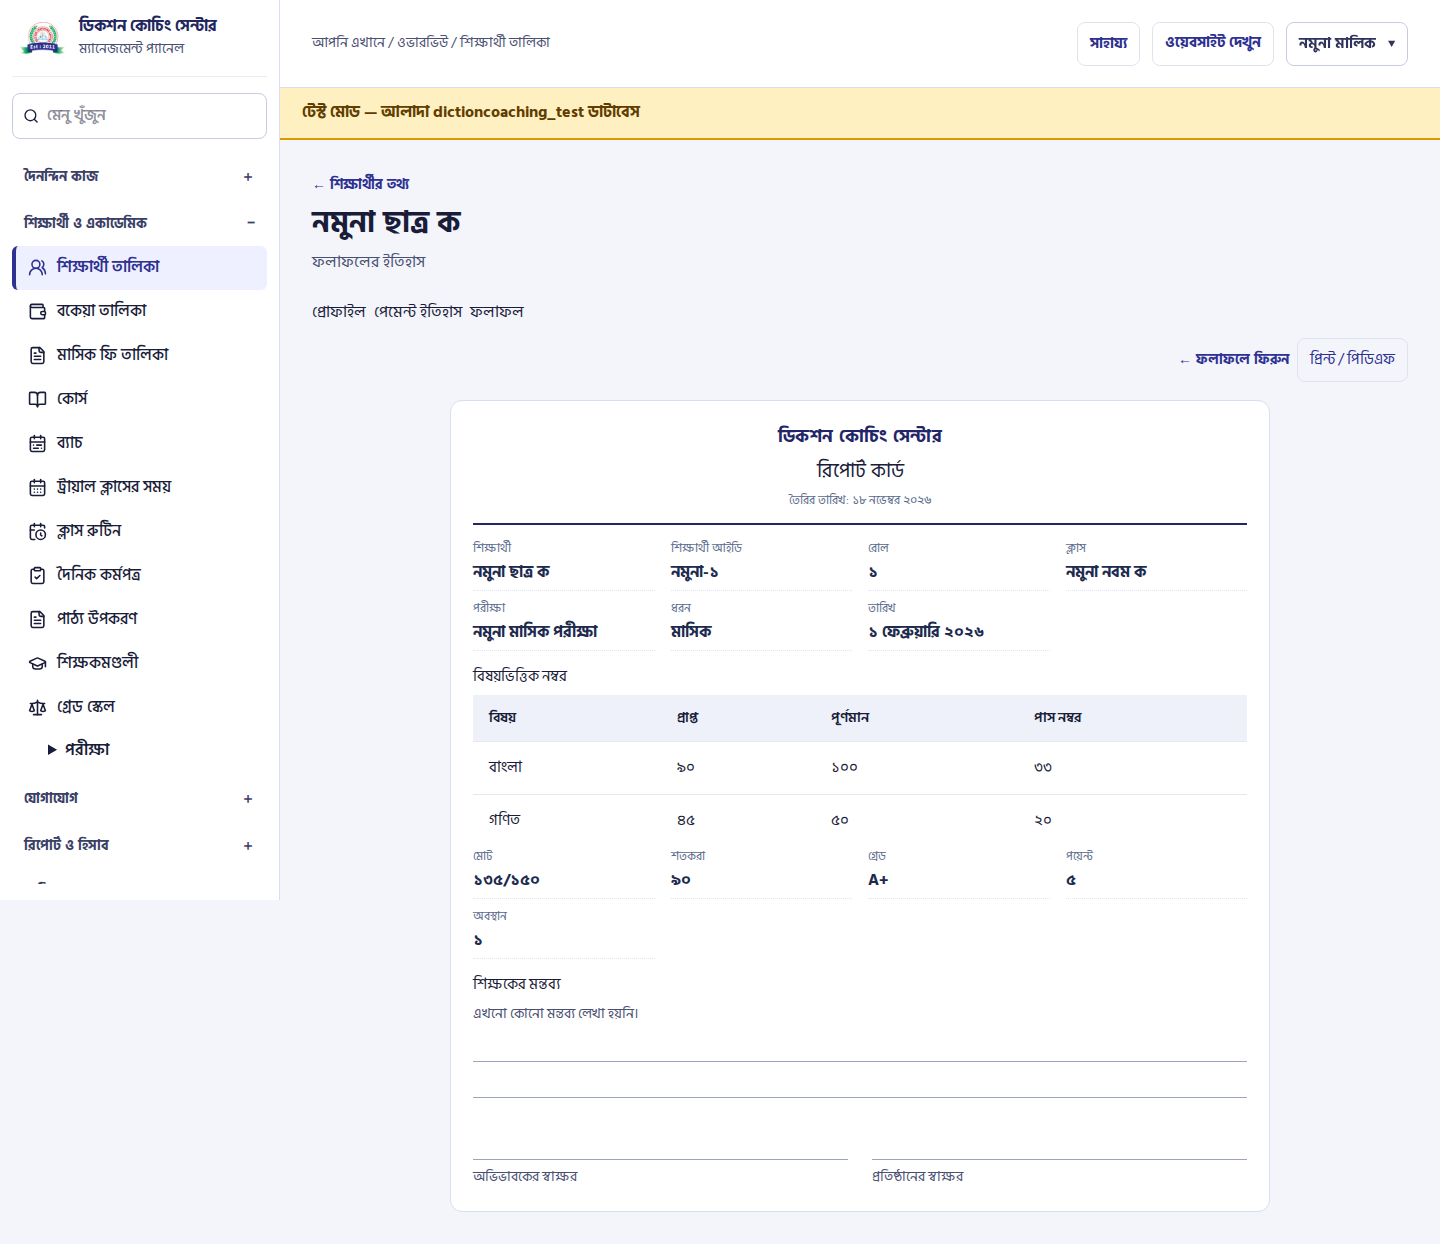 ডিকশন কোচিং সেন্টার
ম্যানেজমেন্ট প্যানেল
Est : 2011
মেনু খুঁজুন
দৈনন্দিন কাজ +
শিক্ষার্থী ও একাডেমিক −
শিক্ষার্থী তালিকা
বকেয়া তালিকা
মাসিক ফি তালিকা
কোর্স
ব্যাচ
ট্রায়াল ক্লাসের সময়
ক্লাস রুটিন
দৈনিক কর্মপত্র
পাঠ্য উপকরণ
শিক্ষকমণ্ডলী
গ্রেড স্কেল
▶ পরীক্ষা
যোগাযোগ +
রিপোর্ট ও হিসাব +
আপনি এখানে / ওভারভিউ / শিক্ষার্থী তালিকা
সাহায্য ওয়েবসাইট দেখুন নমুনা মালিক ▼
টেস্ট মোড — আলাদা dictioncoaching_test ডাটাবেস
← শিক্ষার্থীর তথ্য
নমুনা ছাত্র ক
ফলাফলের ইতিহাস
প্রোফাইল পেমেন্ট ইতিহাস ফলাফল
← ফলাফলে ফিরুন প্রিন্ট / পিডিএফ
ডিকশন কোচিং সেন্টার
রিপোর্ট কার্ড
তৈরির তারিখ: ১৮ নভেম্বর ২০২৬
শিক্ষার্থী শিক্ষার্থী আইডি রোল ক্লাস
নমুনা ছাত্র ক নমুনা-১ ১ নমুনা নবম ক
পরীক্ষা ধরন তারিখ
নমুনা মাসিক পরীক্ষা মাসিক ১ ফেব্রুয়ারি ২০২৬
বিষয়ভিত্তিক নম্বর
বিষয় প্রাপ্ত পূর্ণমান পাস নম্বর
বাংলা ৯০ ১০০ ৩৩
গণিত ৪৫ ৫০ ২০
মোট শতকরা গ্রেড পয়েন্ট
১৩৫/১৫০ ৯০ A+ ৫
অবস্থান
১
শিক্ষকের মন্তব্য
এখনো কোনো মন্তব্য লেখা হয়নি।
অভিভাবকের স্বাক্ষর প্রতিষ্ঠানের স্বাক্ষর